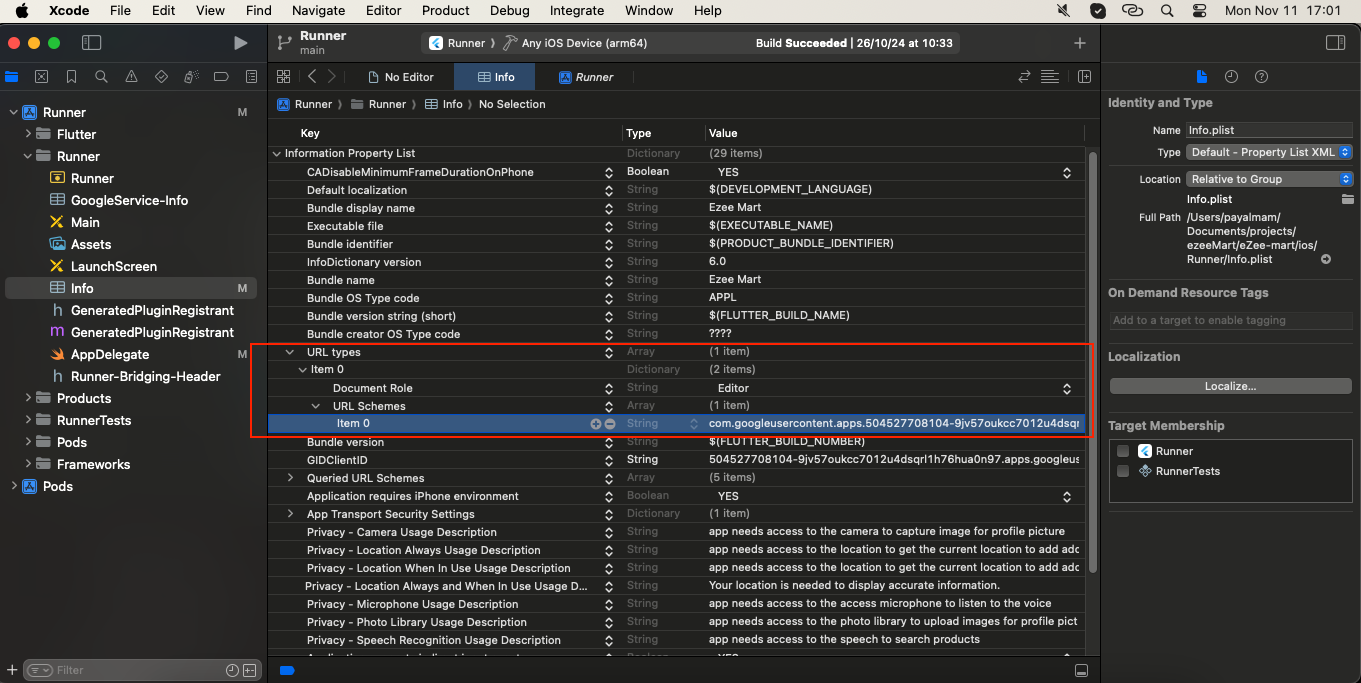 Xcode File Edit View Find Navigate Editor Product Debug Integrate Window Help Mon Nov 11 17:01
Runner
main
Runner Any iOS Device (arm64) Build Succeeded | 26/10/24 at 10:33
No Editor Info Runner
Runner Runner Info No Selection
Runner M
Flutter
Runner
Runner
GoogleService-Info
Main
Assets
LaunchScreen
Info M
GeneratedPluginRegistrant
GeneratedPluginRegistrant
AppDelegate M
Runner-Bridging-Header
Products
RunnerTests
Pods
Frameworks
Pods
Filter
Key Type Value
Information Property List Dictionary (29 items)
CADisableMinimumFrameDurationOnPhone Boolean YES
Default localization String $(DEVELOPMENT_LANGUAGE)
Bundle display name String Ezee Mart
Executable file String $(EXECUTABLE_NAME)
Bundle identifier String $(PRODUCT_BUNDLE_IDENTIFIER)
InfoDictionary version String 6.0
Bundle name String Ezee Mart
Bundle OS Type code String APPL
Bundle version string (short) String $(FLUTTER_BUILD_NAME)
Bundle creator OS Type code String ????
URL types Array (1 item)
Item 0 Dictionary (2 items)
Document Role String Editor
URL Schemes Array (1 item)
Item 0 String com.googleusercontent.apps.504527708104-9jv57oukcc7012u4dsqr
Bundle version String $(FLUTTER_BUILD_NUMBER)
GIDClientID String 504527708104-9jv57oukcc7012u4dsqrl1h76hua0n97.apps.googleus
Queried URL Schemes Array (5 items)
Application requires iPhone environment Boolean YES
App Transport Security Settings Dictionary (1 item)
Privacy - Camera Usage Description String app needs access to the camera to capture image for profile picture
Privacy - Location Always Usage Description String app needs access to the location to get the current location to add adc
Privacy - Location When In Use Usage Description String app needs access to the location to get the current location to add adc
Privacy - Location Always and When In Use Usage D... String Your location is needed to display accurate information.
Privacy - Microphone Usage Description String app needs access to the access microphone to listen to the voice
Privacy - Photo Library Usage Description String app needs access to the photo library to upload images for profile pict
Privacy - Speech Recognition Usage Description String app needs access to the speech to search products
Identity and Type
Name Info.plist
Type Default - Property List XML
Location Relative to Group
Info.plist
Full Path /Users/payalmam/
Documents/projects/
ezeeMart/eZee-mart/ios/
Runner/Info.plist
On Demand Resource Tags
Add to a target to enable tagging
Localization
Localize...
Target Membership
Runner
RunnerTests